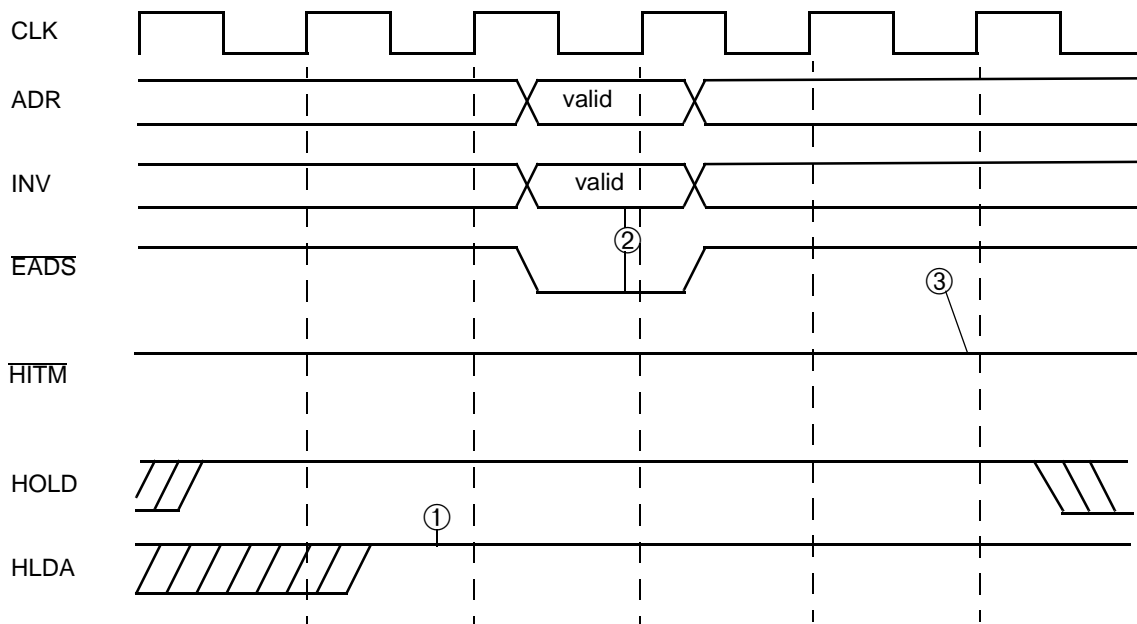 CLK
ADR
valid
INV
valid
②
EADS
③
HITM
HOLD
①
HLDA